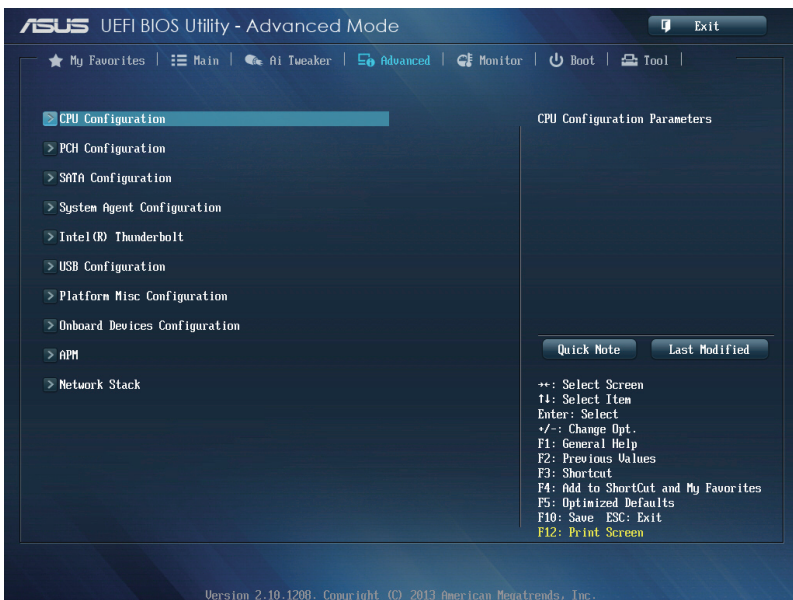 ASUS UEFI BIOS Utility - Advanced Mode
Exit
My Favorites
Main
Ai Tweaker
Advanced
Monitor
Boot
Tool
CPU Configuration
PCH Configuration
SATA Configuration
System Agent Configuration
Intel(R) Thunderbolt
USB Configuration
Platform Misc Configuration
Onboard Devices Configuration
APM
Network Stack
CPU Configuration Parameters
Quick Note
Last Modified
→←: Select Screen
↑↓: Select Item
Enter: Select
+/-: Change Opt.
F1: General Help
F2: Previous Values
F3: Shortcut
F4: Add to ShortCut and My Favorites
F5: Optimized Defaults
F10: Save ESC: Exit
F12: Print Screen
Version 2.10.1208. Copyright (C) 2013 American Megatrends, Inc.